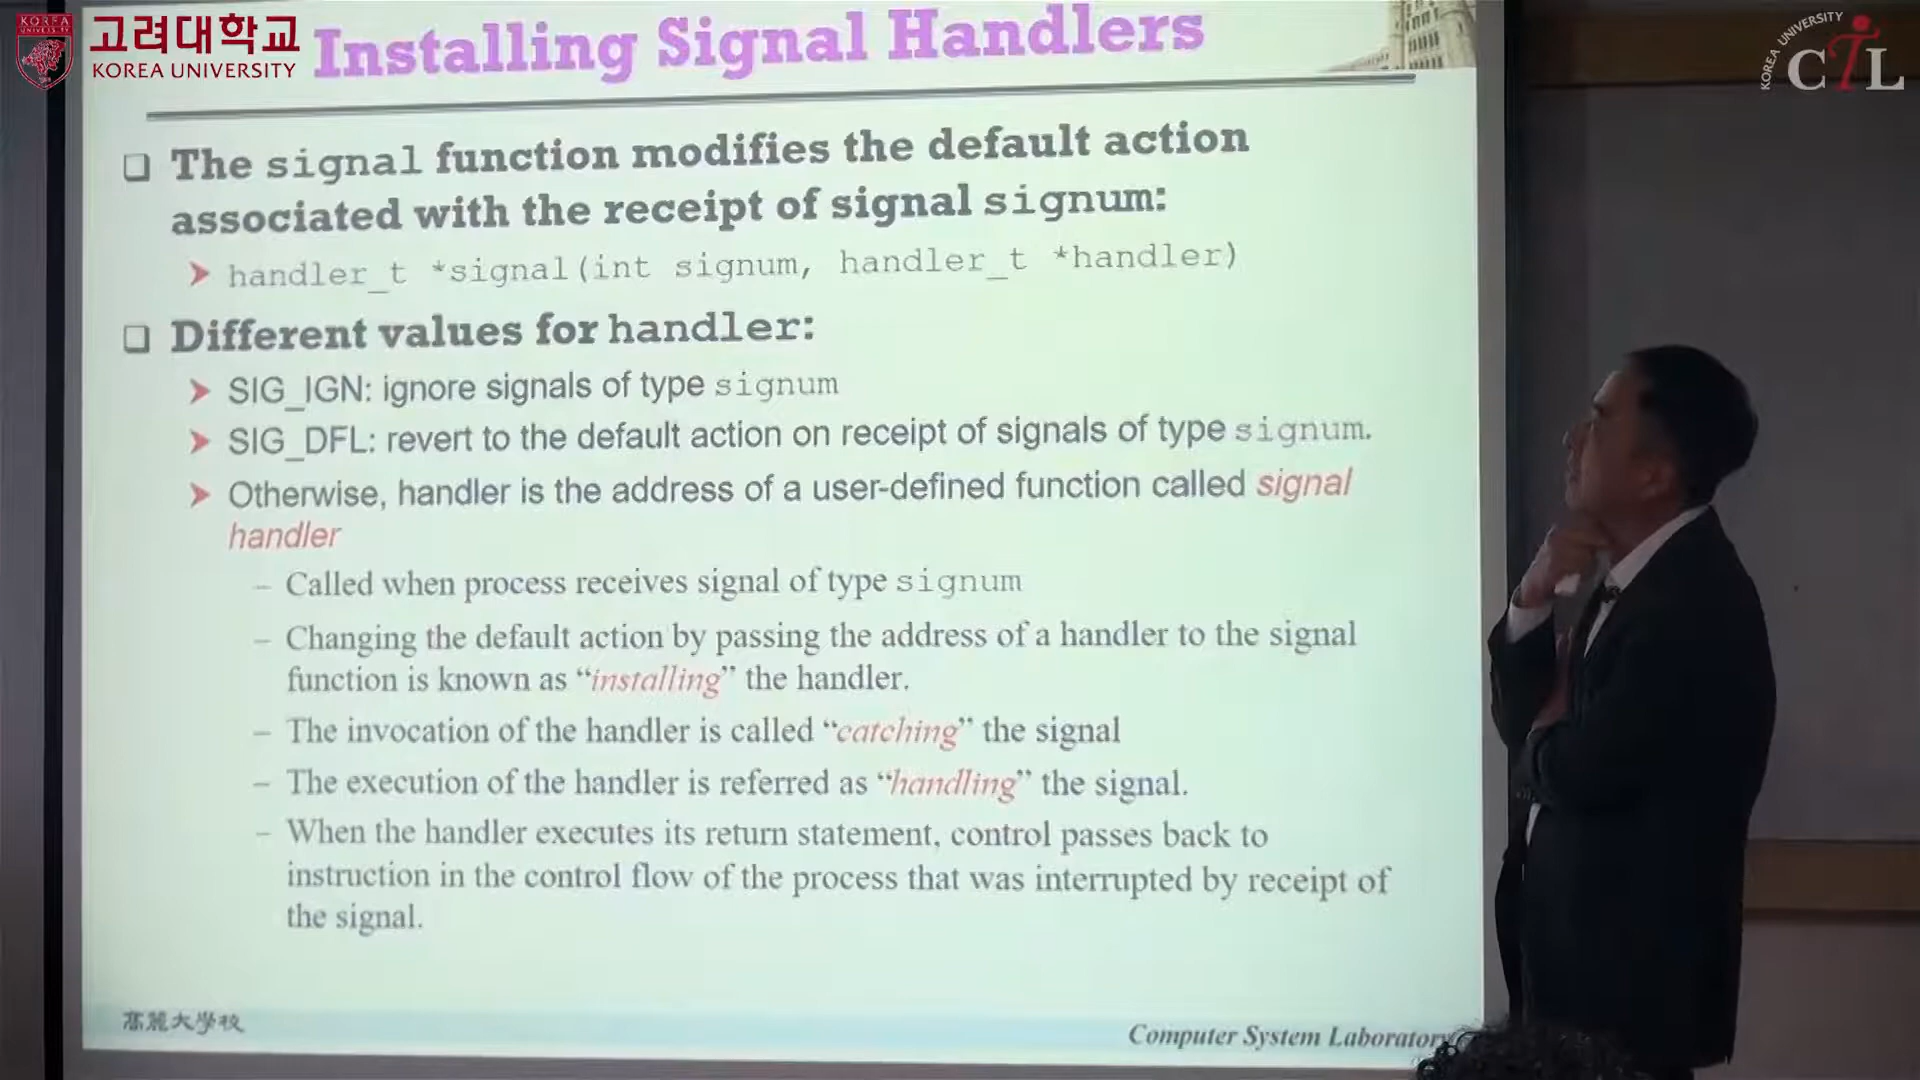 KOREA
UNIVERSITY
고려대학교
KOREA UNIVERSITY
Installing Signal Handlers
KOREA UNIVERSITY
CTL
❑ The signal function modifies the default action
associated with the receipt of signal signum:
➤ handler_t *signal(int signum, handler_t *handler)
❑ Different values for handler:
➤ SIG_IGN: ignore signals of type signum
➤ SIG_DFL: revert to the default action on receipt of signals of type signum.
➤ Otherwise, handler is the address of a user-defined function called signal
handler
– Called when process receives signal of type signum
– Changing the default action by passing the address of a handler to the signal
function is known as “installing” the handler.
– The invocation of the handler is called “catching” the signal
– The execution of the handler is referred as “handling” the signal.
– When the handler executes its return statement, control passes back to
instruction in the control flow of the process that was interrupted by receipt of
the signal.
高麗大學校
Computer System Laboratory